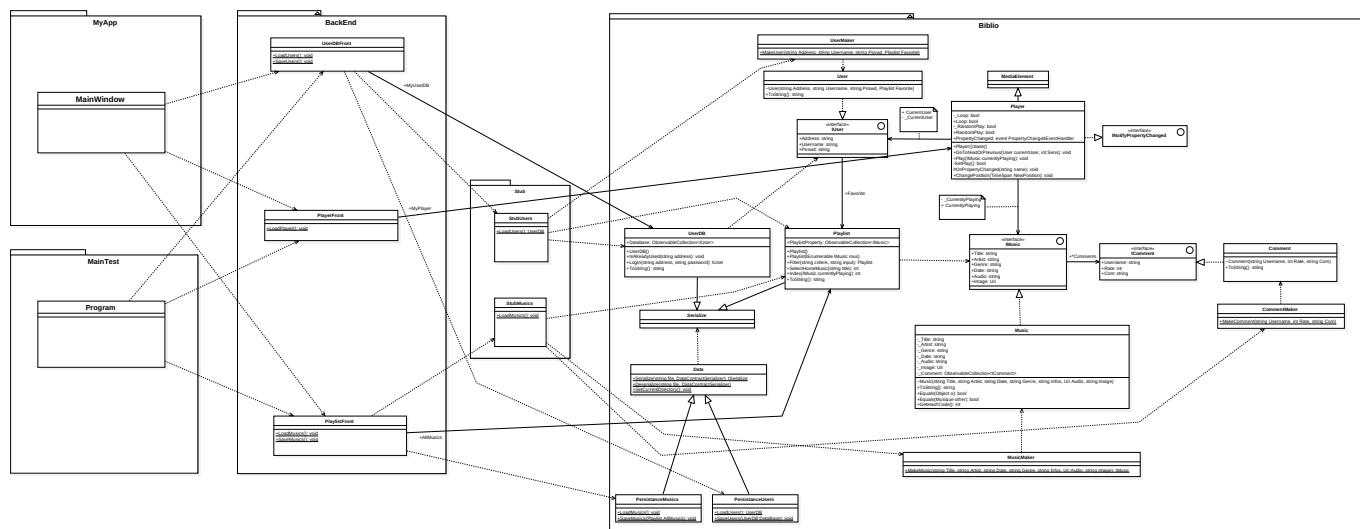 MyApp
MainWindow
MainTest
Program
BackEnd
UserDBFront
+LoadUsers(): void
+SaveUsers(): void
PlayerFront
+LoadPlayer(): void
PlaylistFront
+LoadMusics(): void
+SaveMusics(): void
+MyUserDB
+MyPlayer
+AllMusics
Stub
StubUsers
+LoadUsers(): UserDB
StubMusics
+LoadMusics(): void
Biblio
UserMaker
+MakeUser(string Address, string Username, string Pswd, Playlist Favorite)
User
~User(string Address, string Username, string Pswd, Playlist Favorite)
+ToString(): string
«interface»
IUser
+Address: string
+Username: string
+Pswd: string
+ CurrentUser
- _CurrentUser
+Favorite
MediaElement
Player
-_Loop: bool
+Loop: bool
-_RandomPlay: bool
+RandomPlay: bool
+PropertyChanged: event PropertyChangedEventHandler
+Player():base()
+GoToNextOrPrevious(User currentUser, int Sens): void
+Play(IMusic currentlyPlaying): void
-SetPlay(): bool
#OnPropertyChanged(string name): void
+ChangePosition(TimeSpan NewPosition): void
«interface»
INotifyPropertyChanged
- _CurrentlyPlaying
+ CurrentlyPlaying
UserDB
+Database: ObservableCollection<IUser>
+UserDB()
+IsAlreadyUsed(string address): void
+Login(string address, string password): IUser
+ToString(): string
Playlist
+PlaylistProperty: ObservableCollection<IMusic>
+Playlist()
+Playlist(IEnumerable IMusic mus)
+Filter(string critere, string input): Playlist
+SelectHomeMusic(string title): int
+Index(IMusic currentlyPlaying): int
+ToString(): string
«interface»
IMusic
+Title: string
+Artist: string
+Genre: string
+Date: string
+Audio: string
+Image: Uri
+*Comments
«interface»
IComment
+Username: string
+Rate: int
+Com: string
Comment
~Comment(string Username, int Rate, string Com)
+ToString(): string
CommentMaker
+MakeComment(string Username, int Rate, string Com)
Serialize
Data
+Serialize(string file, DataContractSerializer): ISerialize
+Deserialize(string file, DataContractSerializer)
+SetCurrentDirectory(): void
Music
-_Title: string
-_Artist: string
-_Genre: string
-_Date: string
-_Audio: string
-_Image: Uri
-_Comment: ObservableCollection<IComment>
~Music(string Title, string Artist, string Date, string Genre, string Infos, Uri Audio, string Image)
+ToString(): string
+Equals(Object o): bool
+Equals(Musique other): bool
+GetHashCode(): int
MusicMaker
+MakeMusic(string Title, string Artist, string Date, string Genre, string Infos, Uri Audio, string Image): IMusic
PersistanceMusics
+LoadMusics(): void
+SaveMusics(Playlist AllMusics): void
PersistanceUsers
+LoadUsers(): UserDB
+SaveUsers(UserDB DataBase): void